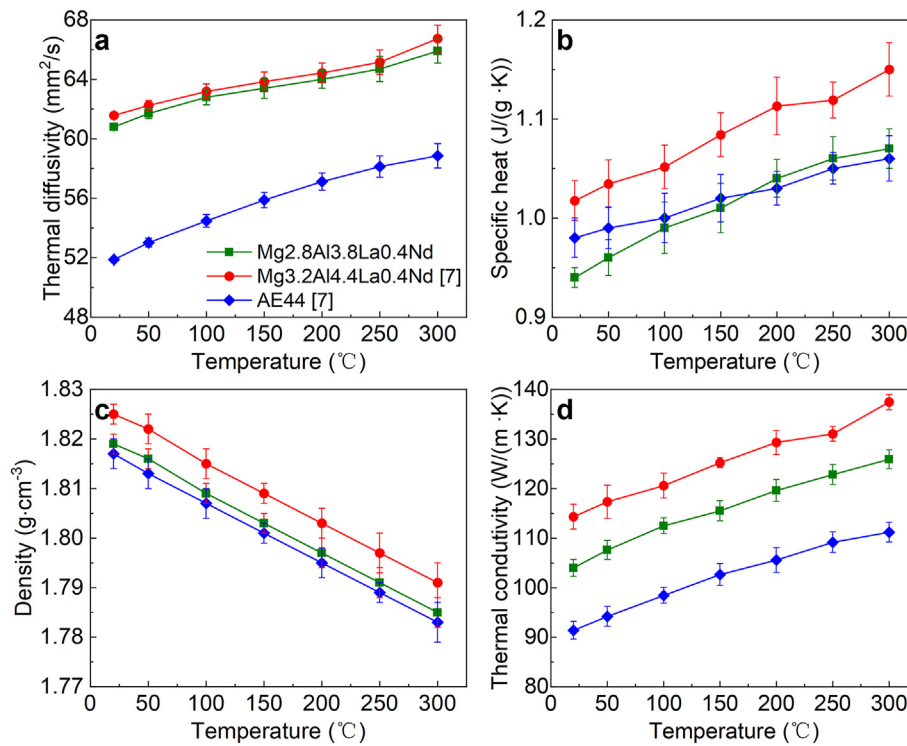 a
Thermal diffusivity (mm²/s)
68
64
60
56
52
48
Mg2.8Al3.8La0.4Nd
Mg3.2Al4.4La0.4Nd [7]
AE44 [7]
0 50 100 150 200 250 300
Temperature (℃)
b
Specific heat (J/(g ·K))
1.2
1.1
1.0
0.9
0 50 100 150 200 250 300
Temperature (℃)
c
Density (g·cm⁻³)
1.83
1.82
1.81
1.80
1.79
1.78
1.77
0 50 100 150 200 250 300
Temperature (℃)
d
Thermal condutivity (W/(m ·K))
140
130
120
110
100
90
80
0 50 100 150 200 250 300
Temperature (℃)